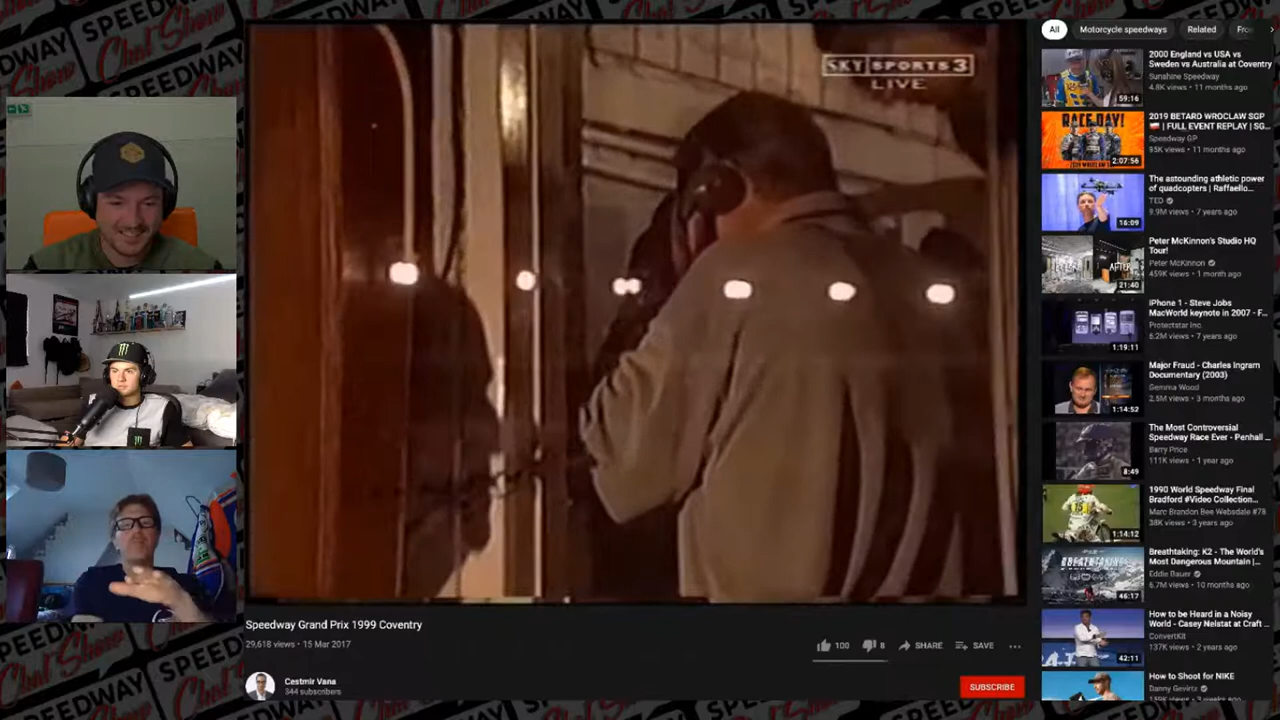 SPEEDWAY
Chat Show
SKY SPORTS 3
LIVE
Speedway Grand Prix 1999 Coventry
29,618 views • 15 Mar 2017
100
8
SHARE
SAVE
Cestmir Vana
344 subscribers
SUBSCRIBE
All
Motorcycle speedways
Related
2000 England vs USA vs
Sweden vs Australia at Coventry
Sunshine Speedway
4.8K views • 11 months ago
59:16
2019 BETARD WROCLAW SGP
| FULL EVENT REPLAY | SG...
Speedway GP
95K views • 11 months ago
RACE DAY!
2:07:56
The astounding athletic power
of quadcopters | Raffaello...
TED
9.9M views • 7 years ago
16:09
Peter McKinnon's Studio HQ
Tour!
Peter McKinnon
459K views • 1 month ago
AFTER
21:40
iPhone 1 - Steve Jobs
MacWorld keynote in 2007 - F...
Protectstar Inc.
6.2M views • 7 years ago
1:19:11
Major Fraud - Charles Ingram
Documentary (2003)
Gemma Wood
2.5M views • 3 months ago
1:14:52
The Most Controversial
Speedway Race Ever - Penhall ...
Barry Price
111K views • 1 year ago
8:49
1990 World Speedway Final
Bradford #Video Collection...
Marc Brandon Bee Websdale #78
38K views • 3 years ago
1:14:12
Breathtaking: K2 - The World's
Most Dangerous Mountain |...
Eddie Bauer
6.7M views • 10 months ago
BREATHTAKING
46:17
How to be Heard in a Noisy
World - Casey Neistat at Craft ...
ConvertKit
137K views • 2 years ago
42:11
How to Shoot for NIKE
Danny Gevirtz